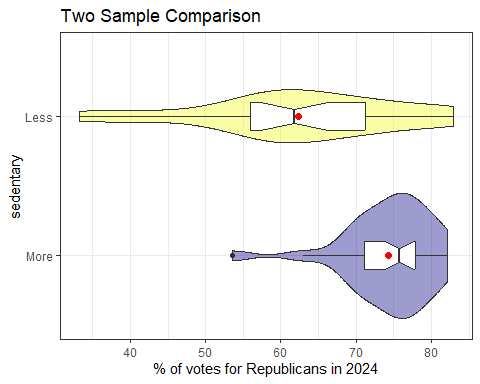 Two Sample Comparison
sedentary
Less
More
40 50 60 70 80
% of votes for Republicans in 2024